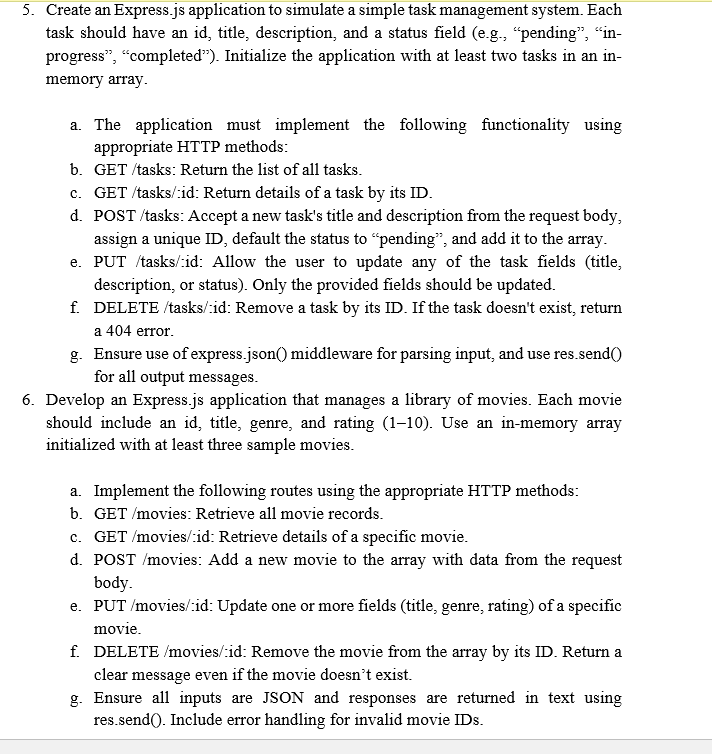 5. Create an Express.js application to simulate a simple task management system. Each
task should have an id, title, description, and a status field (e.g., “pending”, “in-
progress”, “completed”). Initialize the application with at least two tasks in an in-
memory array.
a. The application must implement the following functionality using
appropriate HTTP methods:
b. GET /tasks: Return the list of all tasks.
c. GET /tasks/:id: Return details of a task by its ID.
d. POST /tasks: Accept a new task's title and description from the request body,
assign a unique ID, default the status to “pending”, and add it to the array.
e. PUT /tasks/:id: Allow the user to update any of the task fields (title,
description, or status). Only the provided fields should be updated.
f. DELETE /tasks/:id: Remove a task by its ID. If the task doesn't exist, return
a 404 error.
g. Ensure use of express.json() middleware for parsing input, and use res.send()
for all output messages.
6. Develop an Express.js application that manages a library of movies. Each movie
should include an id, title, genre, and rating (1–10). Use an in-memory array
initialized with at least three sample movies.
a. Implement the following routes using the appropriate HTTP methods:
b. GET /movies: Retrieve all movie records.
c. GET /movies/:id: Retrieve details of a specific movie.
d. POST /movies: Add a new movie to the array with data from the request
body.
e. PUT /movies/:id: Update one or more fields (title, genre, rating) of a specific
movie.
f. DELETE /movies/:id: Remove the movie from the array by its ID. Return a
clear message even if the movie doesn’t exist.
g. Ensure all inputs are JSON and responses are returned in text using
res.send(). Include error handling for invalid movie IDs.